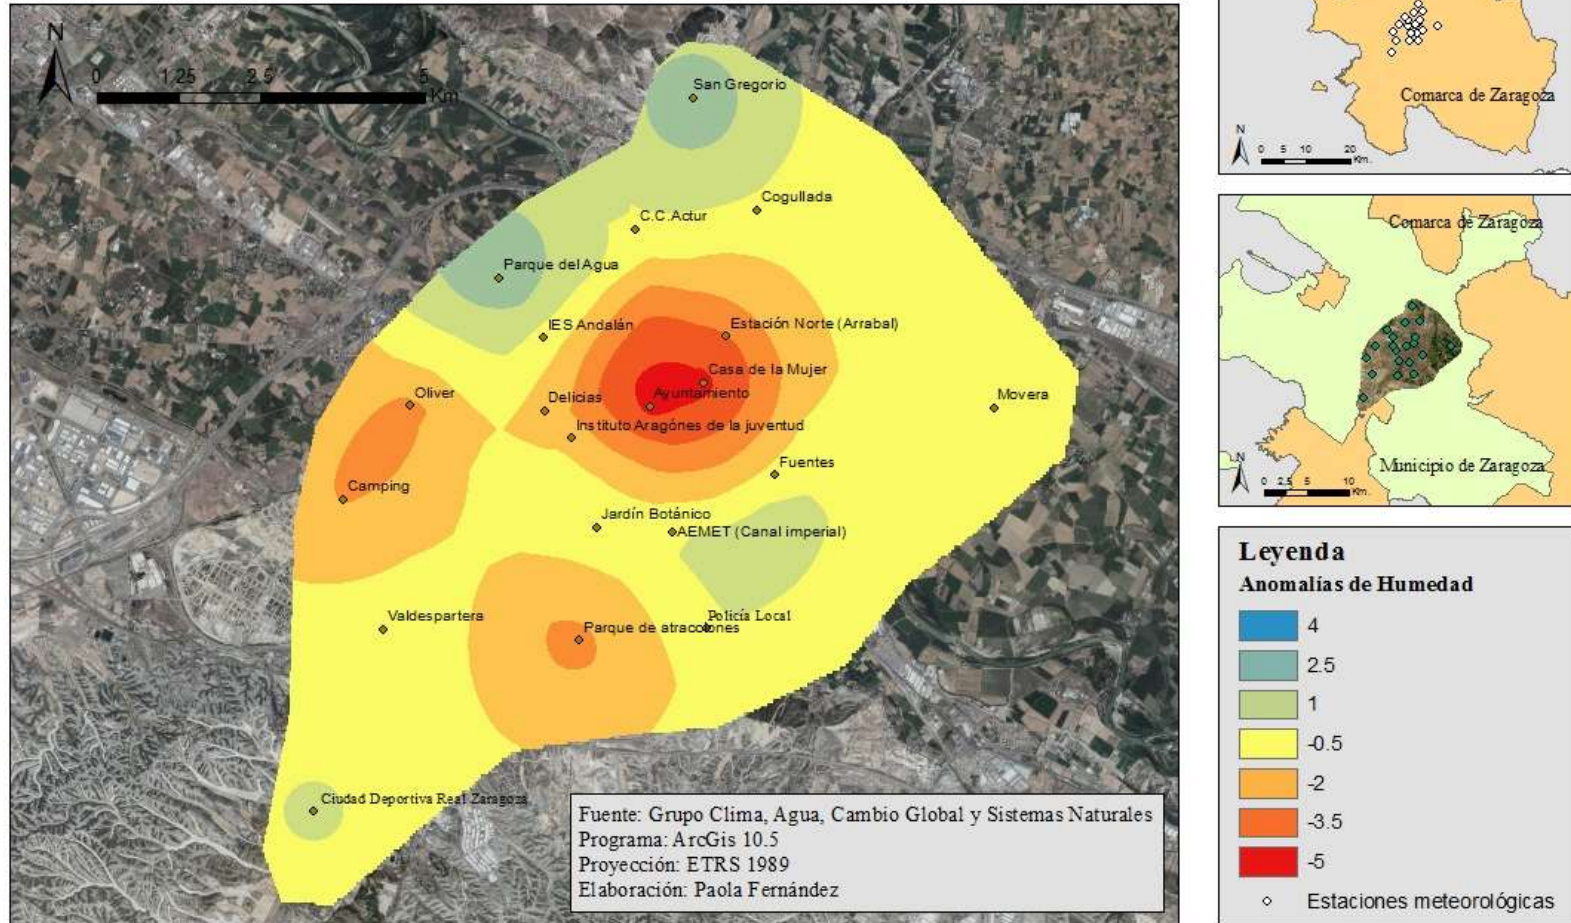 N
0 1.25 2.5 5
Km
San Gregorio
Cogullada
C.C.Actur
Parque del Agua
IES Andalán
Estación Norte (Arrabal)
Casa de la Mujer
Oliver
Delicias
Ayuntamiento
Movera
Instituto Aragónes de la juventud
Fuentes
Camping
Jardín Botánico
AEMET (Canal imperial)
Valdespartera
Policía Local
Parque de atracciones
Ciudad Deportiva Real Zaragoza
Fuente: Grupo Clima, Agua, Cambio Global y Sistemas Naturales
Programa: ArcGis 10.5
Proyección: ETRS 1989
Elaboración: Paola Fernández
Comarca de Zaragoza
N
0 5 10 20
Km.
Comarca de Zaragoza
Municipio de Zaragoza
N
0 2,5 5 10
Km.
Leyenda
Anomalías de Humedad
4
2.5
1
-0.5
-2
-3.5
-5
Estaciones meteorológicas